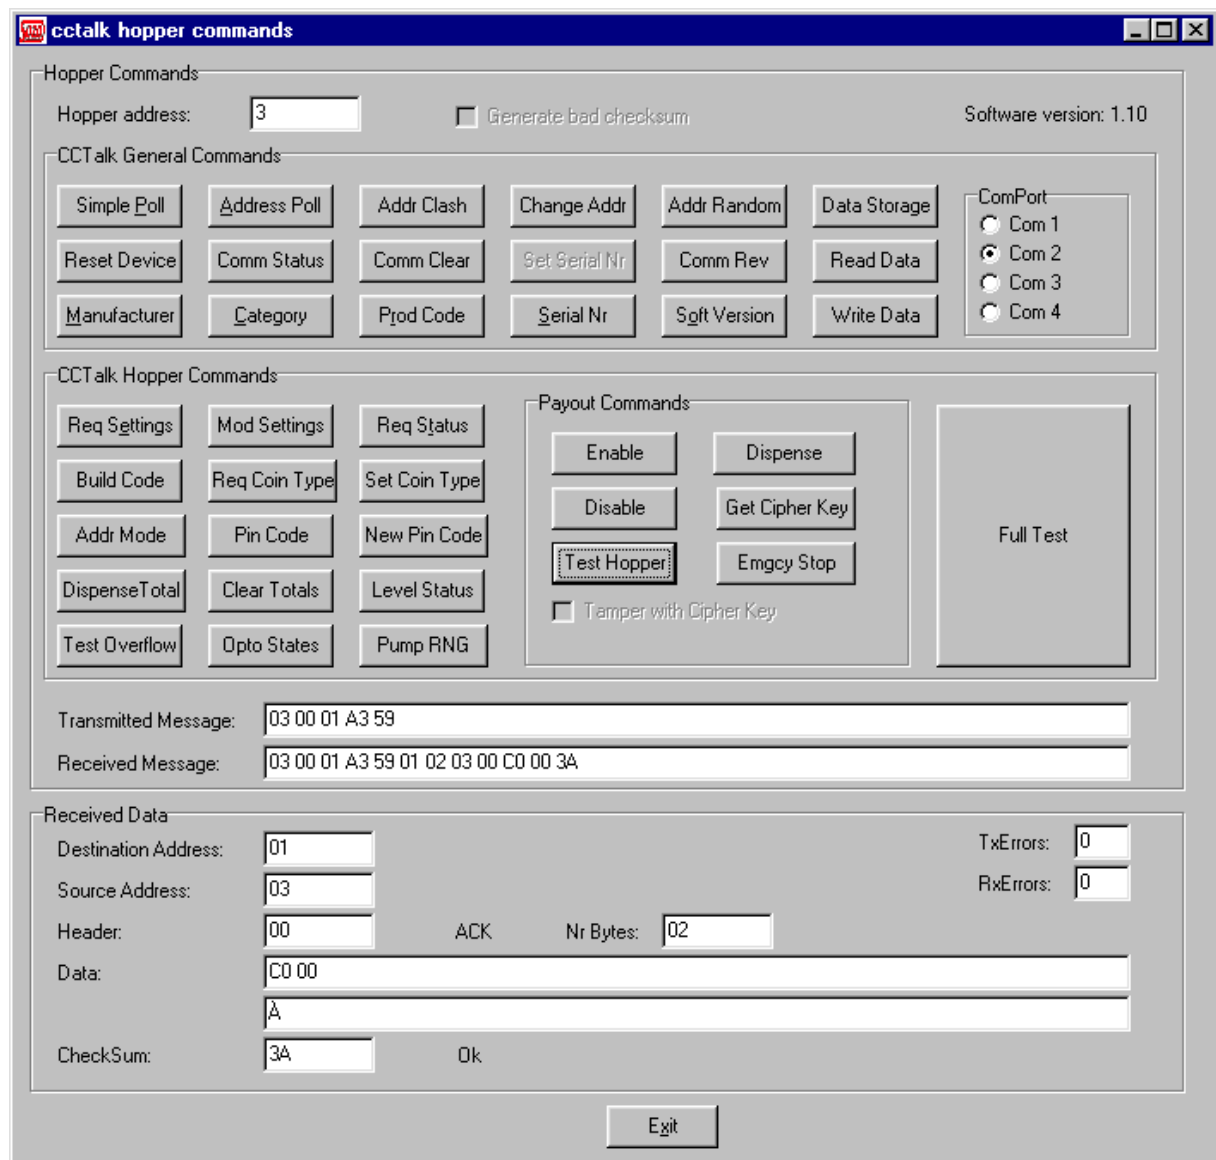 cctalk hopper commands
Hopper Commands
Hopper address: 3 Generate bad checksum Software version: 1.10
CCTalk General Commands
Simple Poll Address Poll Addr Clash Change Addr Addr Random Data Storage
Reset Device Comm Status Comm Clear Set Serial Nr Comm Rev Read Data
Manufacturer Category Prod Code Serial Nr Soft Version Write Data
ComPort
Com 1
Com 2
Com 3
Com 4
CCTalk Hopper Commands
Req Settings Mod Settings Req Status
Build Code Req Coin Type Set Coin Type
Addr Mode Pin Code New Pin Code
DispenseTotal Clear Totals Level Status
Test Overflow Opto States Pump RNG
Payout Commands
Enable Dispense
Disable Get Cipher Key
Test Hopper Emgcy Stop
Tamper with Cipher Key
Full Test
Transmitted Message: 03 00 01 A3 59
Received Message: 03 00 01 A3 59 01 02 03 00 C0 00 3A
Received Data
Destination Address: 01 TxErrors: 0
Source Address: 03 RxErrors: 0
Header: 00 ACK Nr Bytes: 02
Data: C0 00
À
CheckSum: 3A Ok
Exit